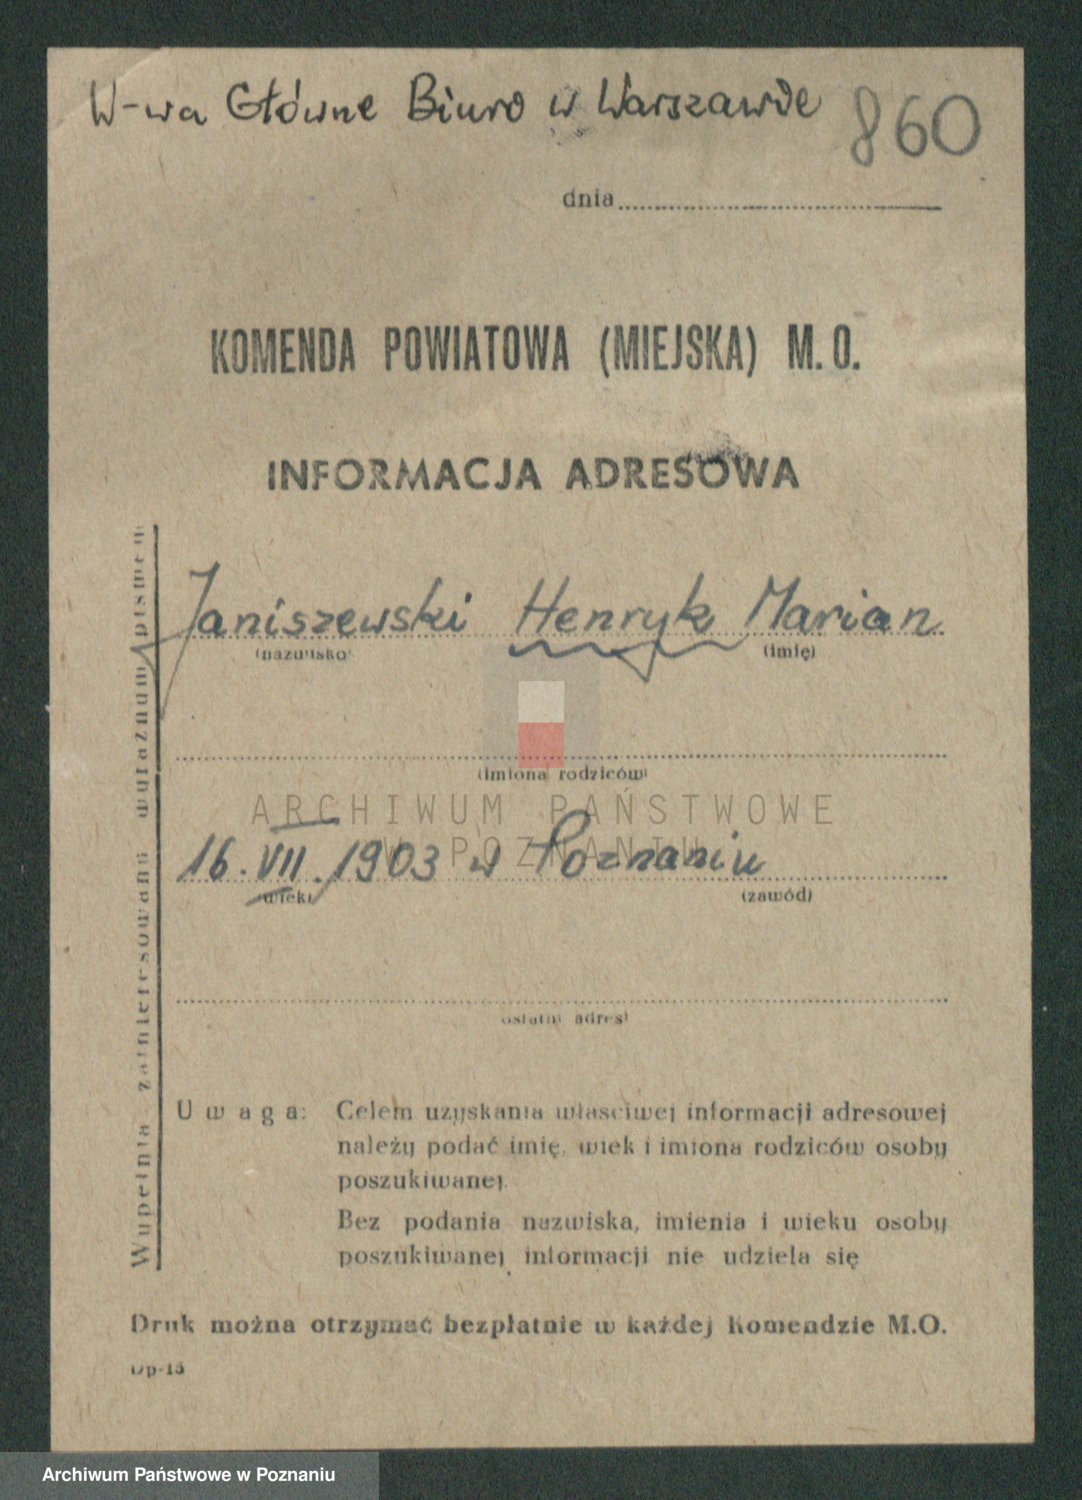 W-wa Główne Biuro w Warszawie
860
dnia
KOMENDA POWIATOWA (MIEJSKA) M. O.
INFORMACJA ADRESOWA
Janiszewski Henryk Marian
(nazwisko) (imię)
(imiona rodziców)
ARCHIWUM PAŃSTWOWE
W POZNANIU
16. VII. 1903 w Poznaniu
(wiek) (zawód)
(ostatni adres)
Uwaga: Celem uzyskania właściwej informacji adresowej
należy podać imię, wiek i imiona rodziców osoby
poszukiwanej.
Bez podania nazwiska, imienia i wieku osoby
poszukiwanej informacji nie udziela się
Druk można otrzymać bezpłatnie w każdej Komendzie M.O.
Op-15
Wypełnia zainteresowany wyraźnym pismem
Archiwum Państwowe w Poznaniu